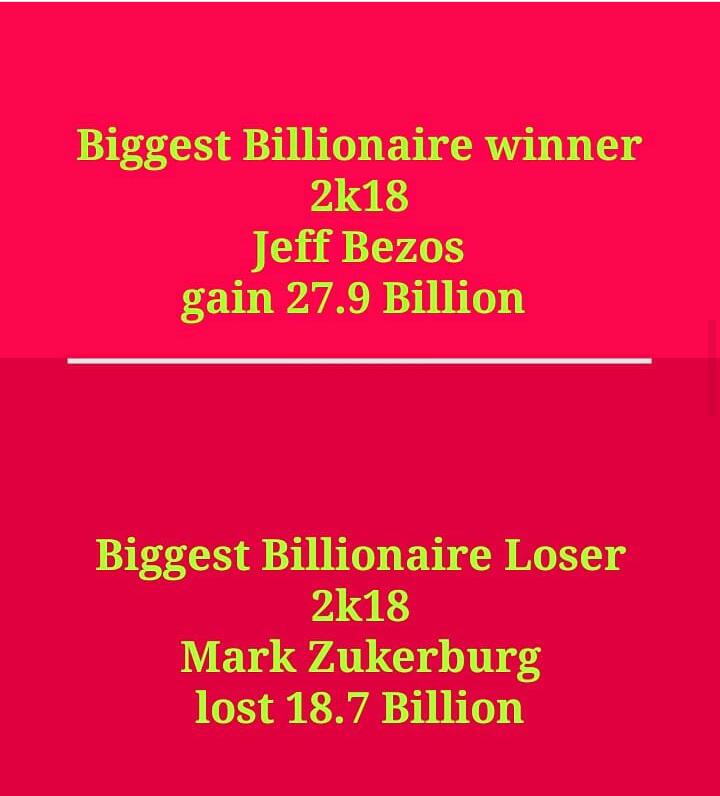 Biggest Billionaire winner
2k18
Jeff Bezos
gain 27.9 Billion
Biggest Billionaire Loser
2k18
Mark Zukerburg
lost 18.7 Billion